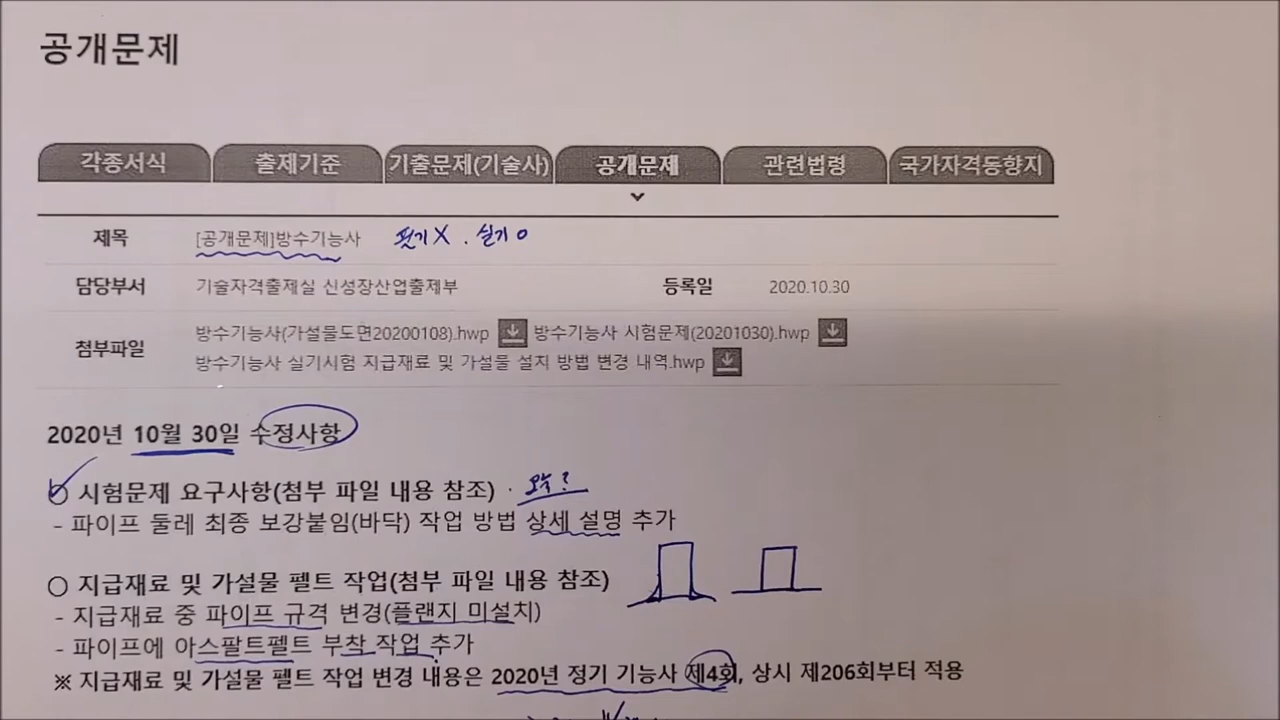 공개문제
각종서식 출제기준 기출문제(기술사) 공개문제 관련법령 국가자격동향지
제목 [공개문제]방수기능사 필기X . 실기O
담당부서 기술자격출제실 신성장산업출제부 등록일 2020.10.30
첨부파일 방수기능사(가설물도면20200108).hwp 방수기능사 시험문제(20201030).hwp
방수기능사 실기시험 지급재료 및 가설물 설치 방법 변경 내역.hwp
2020년 10월 30일 수정사항
○ 시험문제 요구사항(첨부 파일 내용 참조)
- 파이프 둘레 최종 보강붙임(바닥) 작업 방법 상세 설명 추가
○ 지급재료 및 가설물 펠트 작업(첨부 파일 내용 참조)
- 지급재료 중 파이프 규격 변경(플랜지 미설치)
- 파이프에 아스팔트펠트 부착 작업 추가
※ 지급재료 및 가설물 펠트 작업 변경 내용은 2020년 정기 기능사 제4회, 상시 제206회부터 적용